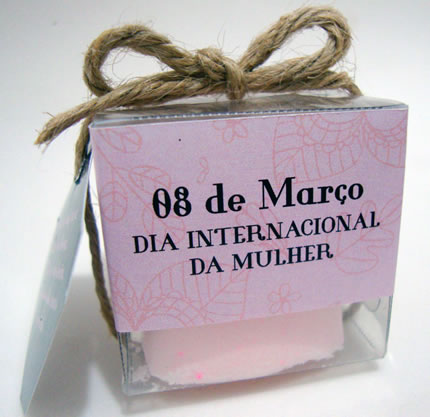 08 de Março
DIA INTERNACIONAL
DA MULHER